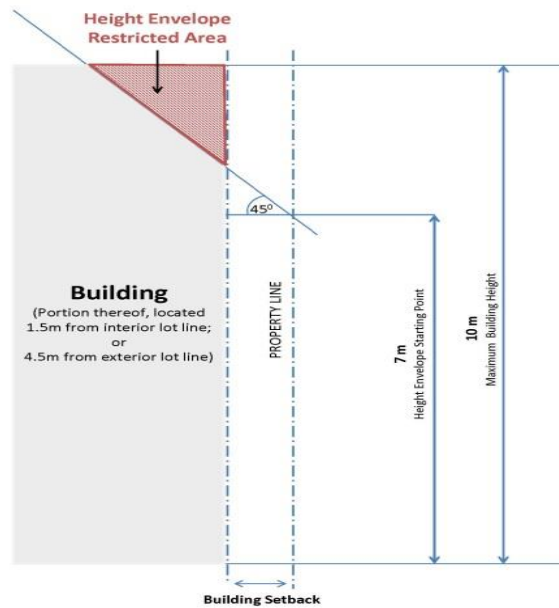 Height Envelope
Restricted Area
45⁰
Building
(Portion thereof, located
1.5m from interior lot line;
or
4.5m from exterior lot line)
PROPERTY LINE
7 m
Height Envelope Starting Point
10 m
Maximum Building Height
Building Setback